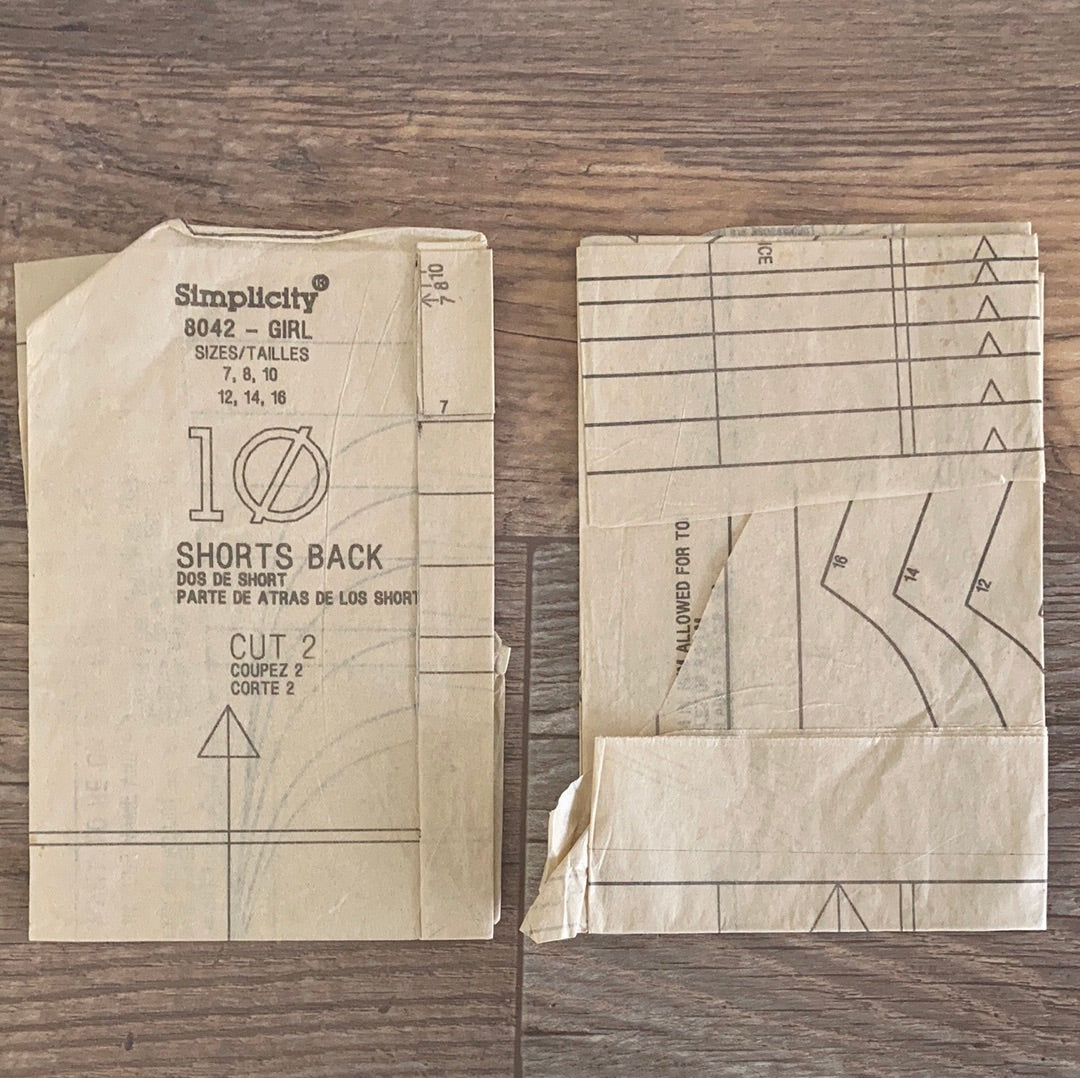 Simplicity®
8042 – GIRL
SIZES/TAILLES
7, 8, 10
12, 14, 16
10
SHORTS BACK
DOS DE SHORT
PARTE DE ATRAS DE LOS SHORT
CUT 2
COUPEZ 2
CORTE 2
7 8 10
7
ALLOWED FOR TO
16
14
12